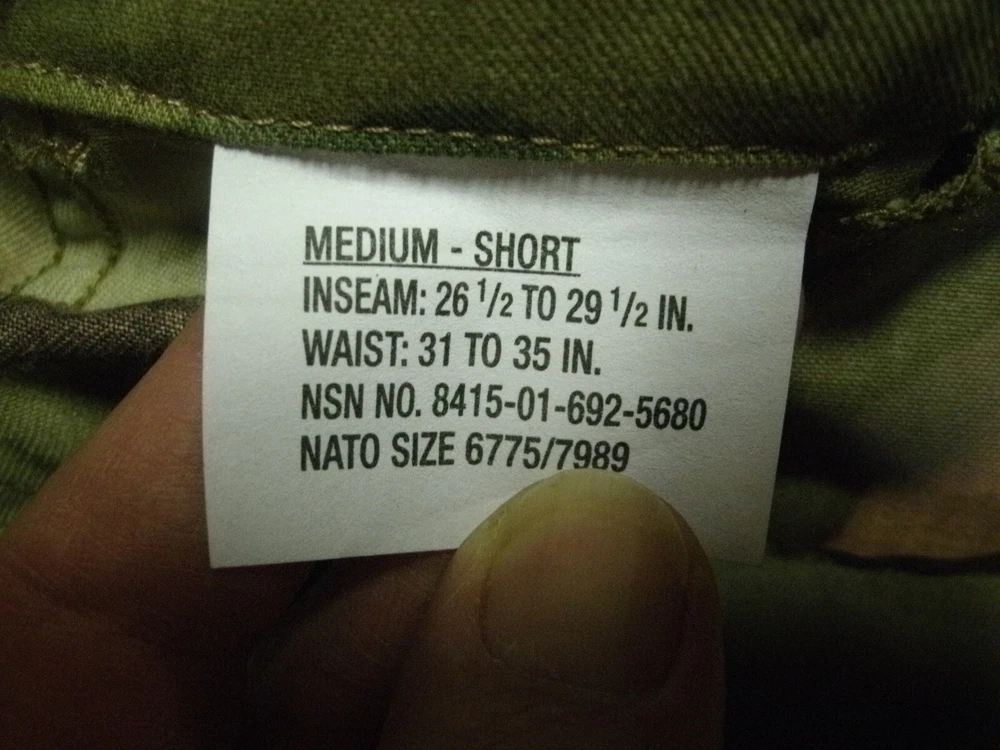 MEDIUM - SHORT
INSEAM: 26 1/2 TO 29 1/2 IN.
WAIST: 31 TO 35 IN.
NSN NO. 8415-01-692-5680
NATO SIZE 6775/7989